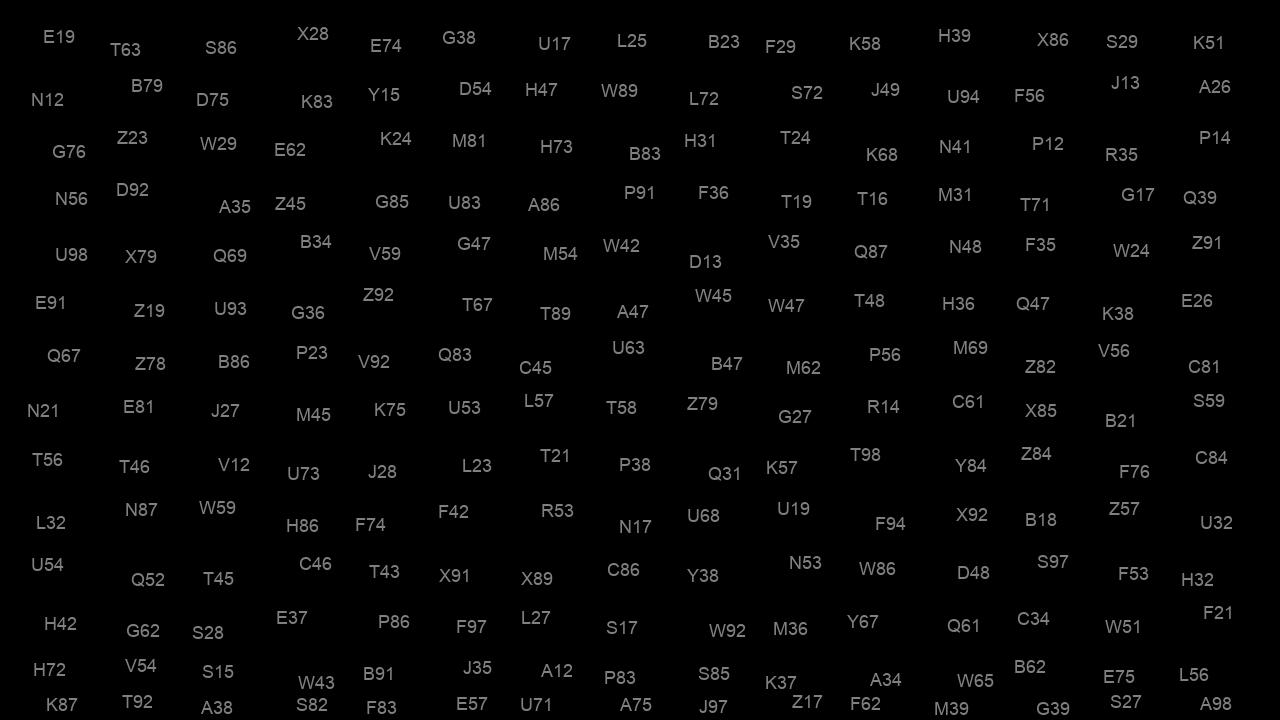 E19 T63 S86 X28 E74 G38 U17 L25 B23 F29 K58 H39 X86 S29 K51
N12 B79 D75 K83 Y15 D54 H47 W89 L72 S72 J49 U94 F56 J13 A26
G76 Z23 W29 E62 K24 M81 H73 B83 H31 T24 K68 N41 P12 R35 P14
N56 D92 A35 Z45 G85 U83 A86 P91 F36 T19 T16 M31 T71 G17 Q39
U98 X79 Q69 B34 V59 G47 M54 W42 D13 V35 Q87 N48 F35 W24 Z91
E91 Z19 U93 G36 Z92 T67 T89 A47 W45 W47 T48 H36 Q47 K38 E26
Q67 Z78 B86 P23 V92 Q83 C45 U63 B47 M62 P56 M69 Z82 V56 C81
N21 E81 J27 M45 K75 U53 L57 T58 Z79 G27 R14 C61 X85 B21 S59
T56 T46 V12 U73 J28 L23 T21 P38 Q31 K57 T98 Y84 Z84 F76 C84
L32 N87 W59 H86 F74 F42 R53 N17 U68 U19 F94 X92 B18 Z57 U32
U54 Q52 T45 C46 T43 X91 X89 C86 Y38 N53 W86 D48 S97 F53 H32
H42 G62 S28 E37 P86 F97 L27 S17 W92 M36 Y67 Q61 C34 W51 F21
H72 V54 S15 W43 B91 J35 A12 P83 S85 K37 A34 W65 B62 E75 L56
K87 T92 A38 S82 F83 E57 U71 A75 J97 Z17 F62 M39 G39 S27 A98